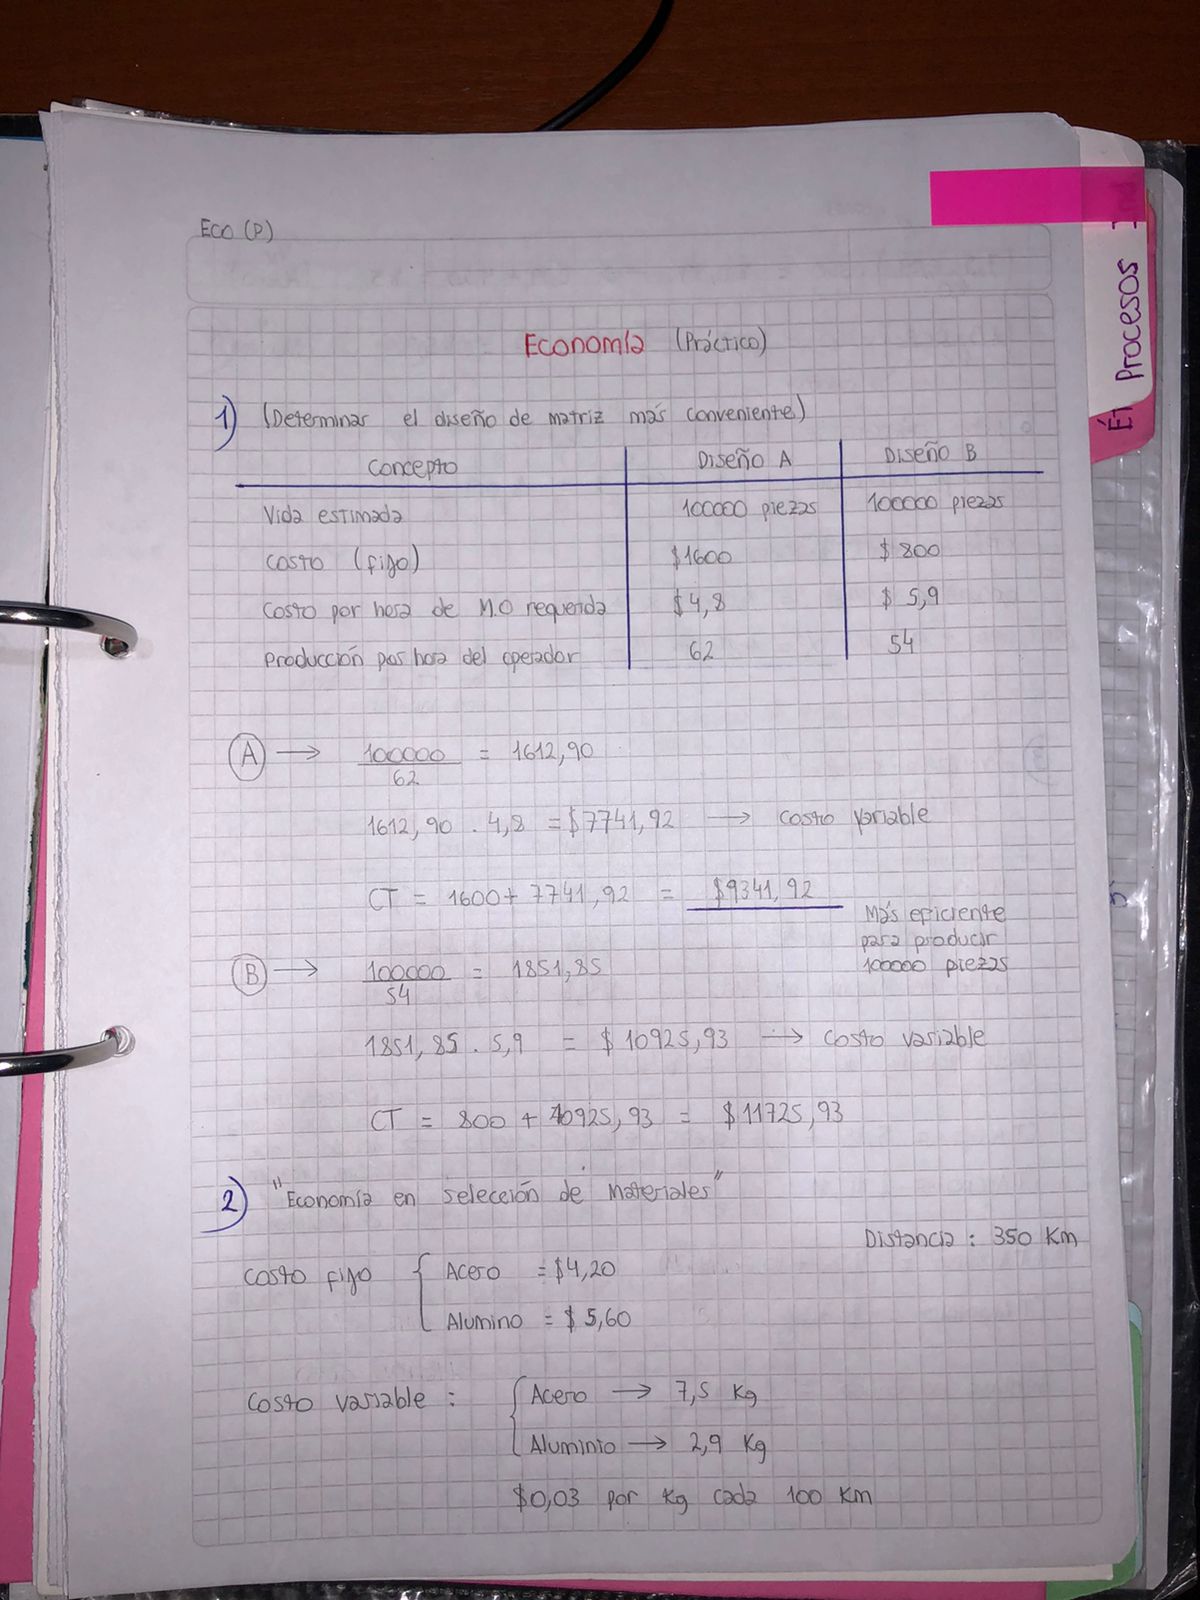 Eco (P)
Economía (Práctico)
1) (Determinar el diseño de matriz más conveniente)
Concepto Diseño A Diseño B
Vida estimada 100000 piezas 100000 piezas
Costo (fijo) $1600 $800
Costo por hora de M.O requerida $4,8 $5,9
Producción por hora del operador 62 54
A → 100000/62 = 1612,90
1612,90 . 4,8 = $7741,92 → Costo variable
CT = 1600 + 7741,92 = $9341,92
Más eficiente
para producir
100000 piezas
B → 100000/54 = 1851,85
1851,85 . 5,9 = $10925,93 → Costo variable
CT = 800 + 10925,93 = $11725,93
2) "Economía en selección de materiales"
Distancia : 350 Km
Costo fijo { Acero = $4,20
Alumino = $5,60
Costo variable : { Acero → 7,5 Kg
Aluminio → 2,9 Kg
$0,03 por Kg cada 100 Km
Procesos